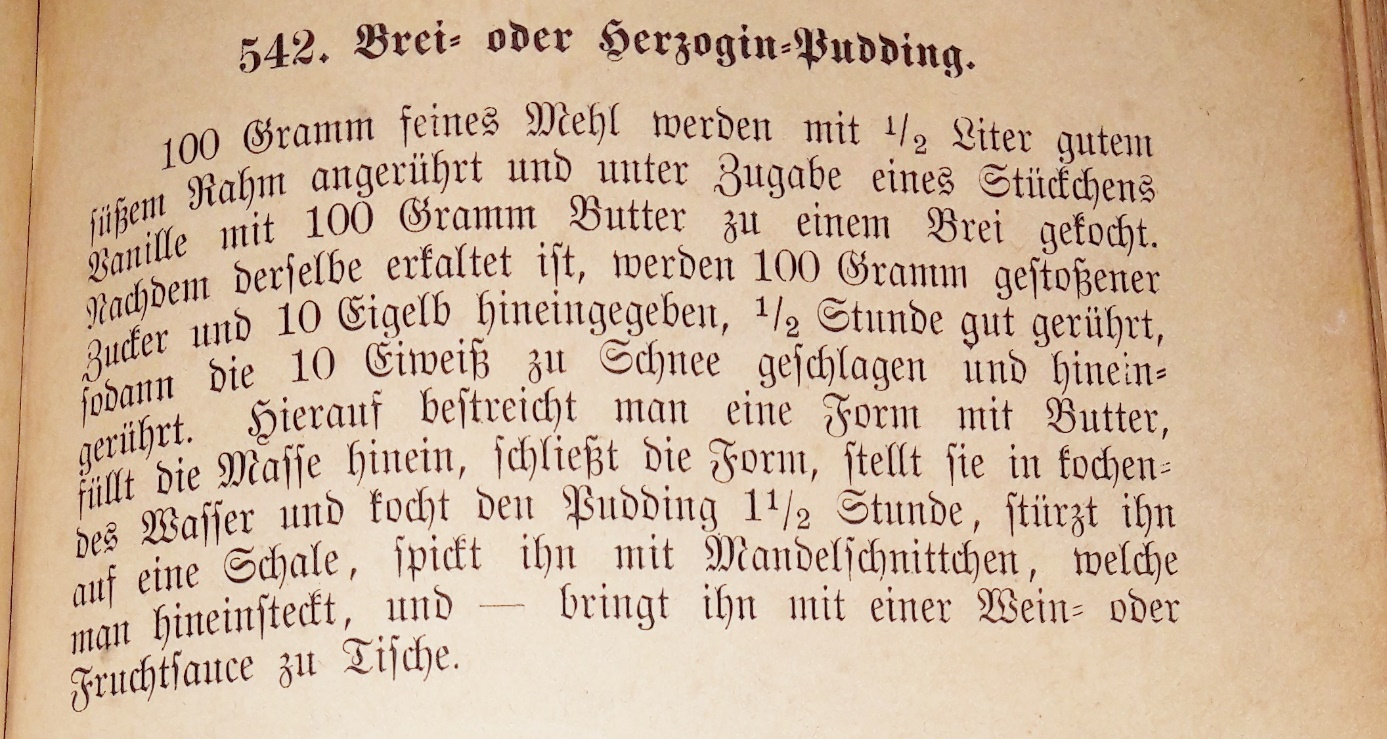 542. Brei- oder Herzogin-Pudding.
100 Gramm feines Mehl werden mit 1/2 Liter gutem
süßem Rahm angerührt und unter Zugabe eines Stückchens
Vanille mit 100 Gramm Butter zu einem Brei gekocht.
Nachdem derselbe erkaltet ist, werden 100 Gramm gestoßener
Zucker und 10 Eigelb hineingegeben, 1/2 Stunde gut gerührt,
sodann die 10 Eiweiß zu Schnee geschlagen und hinein-
gerührt. Hierauf bestreicht man eine Form mit Butter,
füllt die Masse hinein, schließt die Form, stellt sie in kochen-
des Wasser und kocht den Pudding 1 1/2 Stunde, stürzt ihn
auf eine Schale, spickt ihn mit Mandelschnittchen, welche
man hineinsteckt, und — bringt ihn mit einer Wein- oder
Fruchtsauce zu Tische.